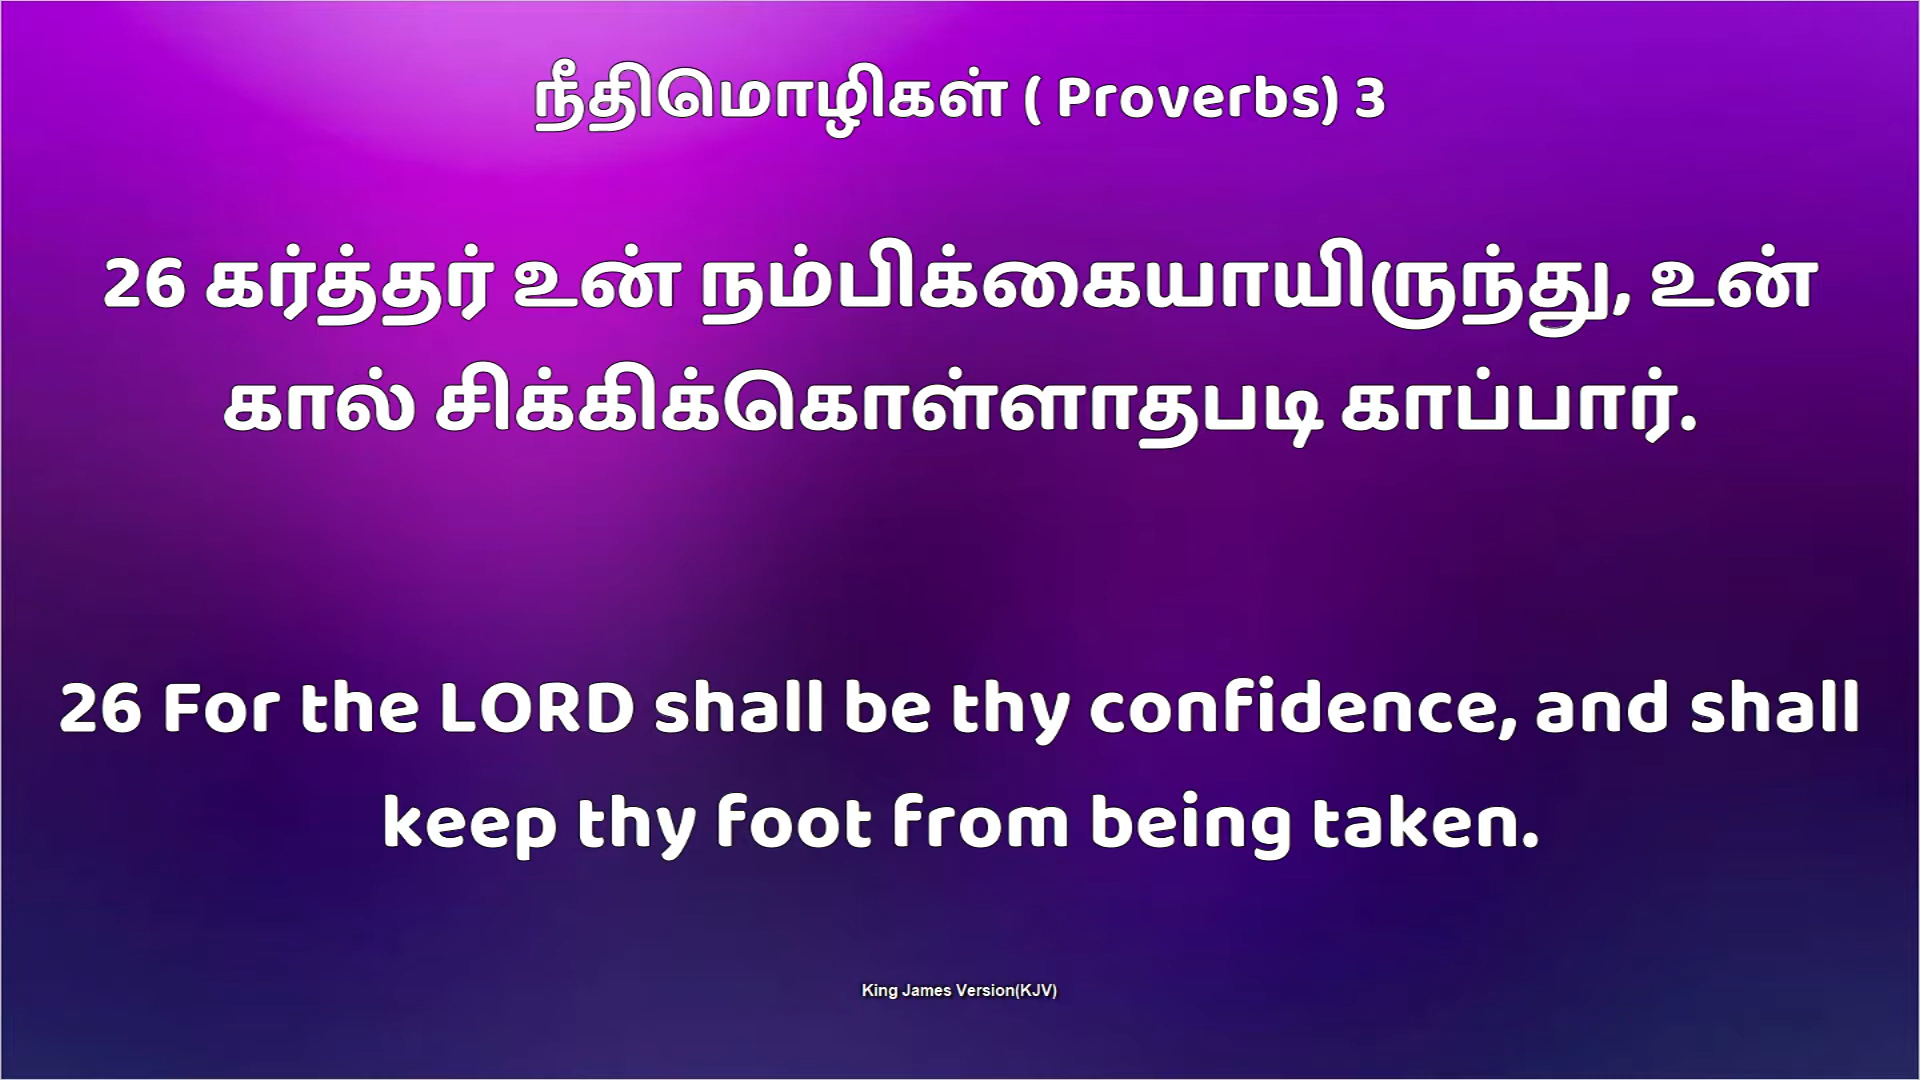 நீதிமொழிகள் ( Proverbs) 3
26 கர்த்தர் உன் நம்பிக்கையாயிருந்து, உன்
கால் சிக்கிக்கொள்ளாதபடி காப்பார்.
26 For the LORD shall be thy confidence, and shall
keep thy foot from being taken.
King James Version(KJV)